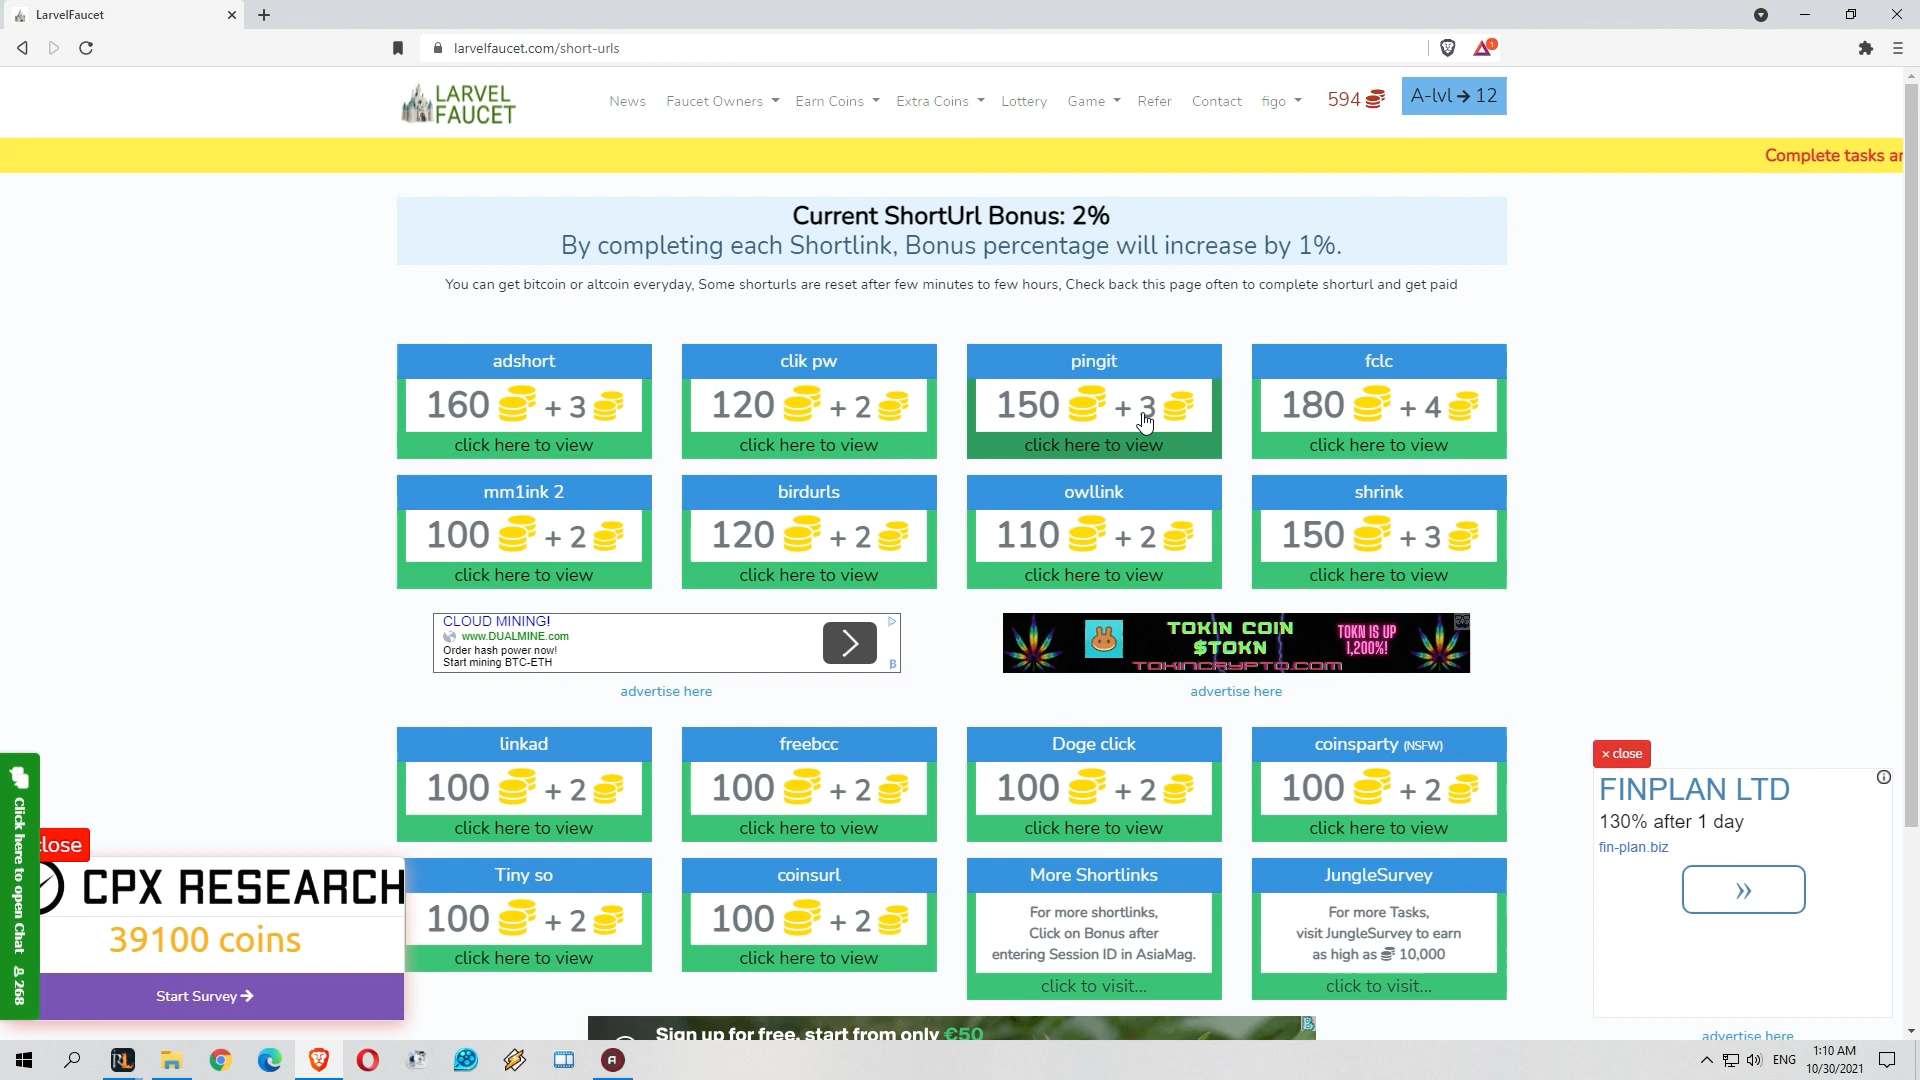 LarvelFaucet
larvelfaucet.com/short-urls
1
LARVEL
FAUCET
News
Faucet Owners
Earn Coins
Extra Coins
Lottery
Game
Refer
Contact
figo
594
A-lvl → 12
Complete tasks ar
Current ShortUrl Bonus: 2%
By completing each Shortlink, Bonus percentage will increase by 1%.
You can get bitcoin or altcoin everyday, Some shorturls are reset after few minutes to few hours, Check back this page often to complete shorturl and get paid
adshort
160 + 3
click here to view
clik pw
120 + 2
click here to view
pingit
150 + 3
click here to view
fclc
180 + 4
click here to view
mm1ink 2
100 + 2
click here to view
birdurls
120 + 2
click here to view
owllink
110 + 2
click here to view
shrink
150 + 3
click here to view
CLOUD MINING!
www.DUALMINE.com
Order hash power now!
Start mining BTC-ETH
B
advertise here
TOKIN COIN
$TOKN
TOKINCRYPTO.COM
TOKN IS UP
1,200%!
advertise here
linkad
100 + 2
click here to view
freebcc
100 + 2
click here to view
Doge click
100 + 2
click here to view
coinsparty (NSFW)
100 + 2
click here to view
Tiny so
100 + 2
click here to view
coinsurl
100 + 2
click here to view
More Shortlinks
For more shortlinks,
Click on Bonus after
entering Session ID in AsiaMag.
click to visit...
JungleSurvey
For more Tasks,
visit JungleSurvey to earn
as high as 10,000
click to visit...
Click here to open Chat 268
close
CPX RESEARCH
39100 coins
Start Survey →
× close
FINPLAN LTD
130% after 1 day
fin-plan.biz
»
advertise here
Sign up for free, start from only €50
B
ENG
1:10 AM
10/30/2021